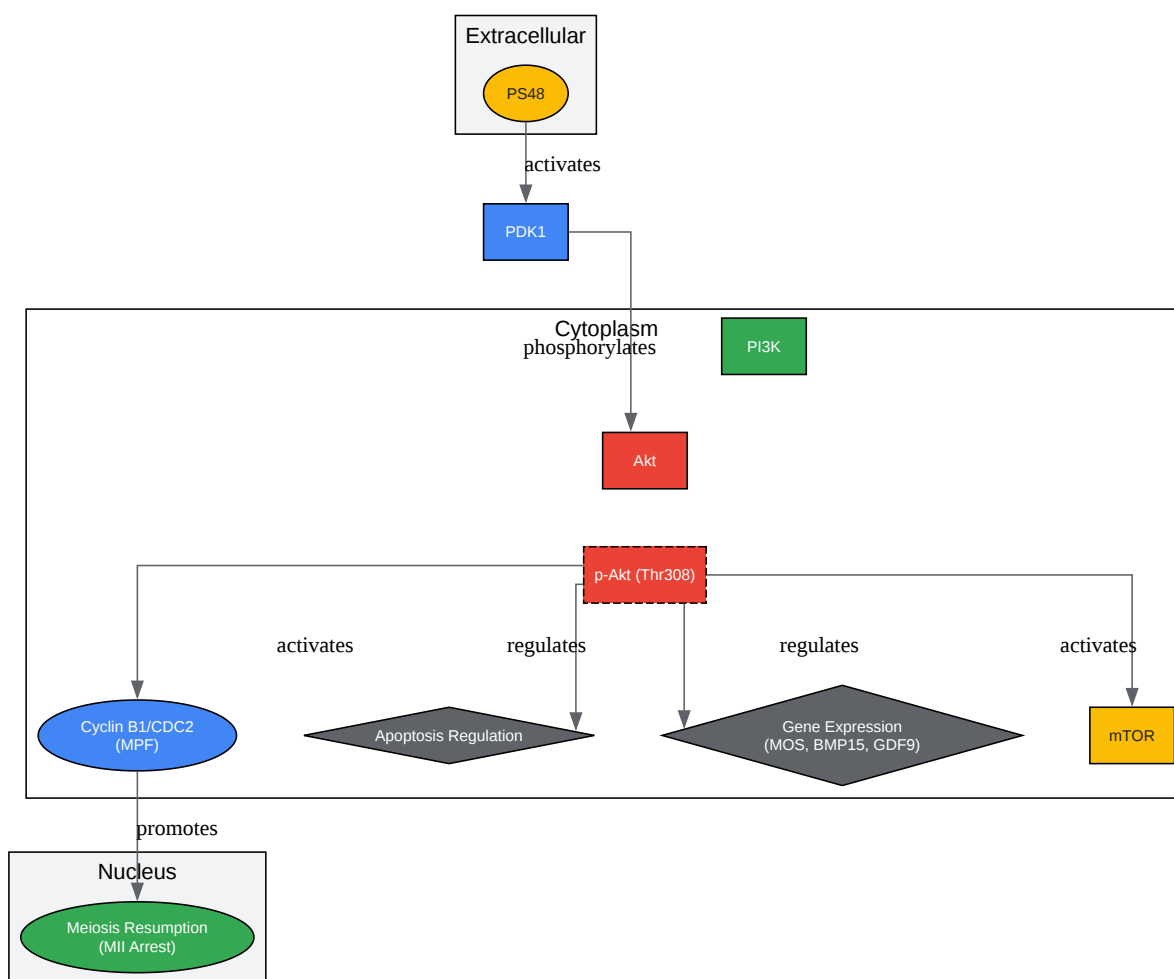 Extracellular
PS48
activates
PDK1
Cytoplasm
phosphorylates
PI3K
Akt
p-Akt (Thr308)
activates
regulates
regulates
activates
Cyclin B1/CDC2
(MPF)
Apoptosis Regulation
Gene Expression
(MOS, BMP15, GDF9)
mTOR
promotes
Nucleus
Meiosis Resumption
(MII Arrest)